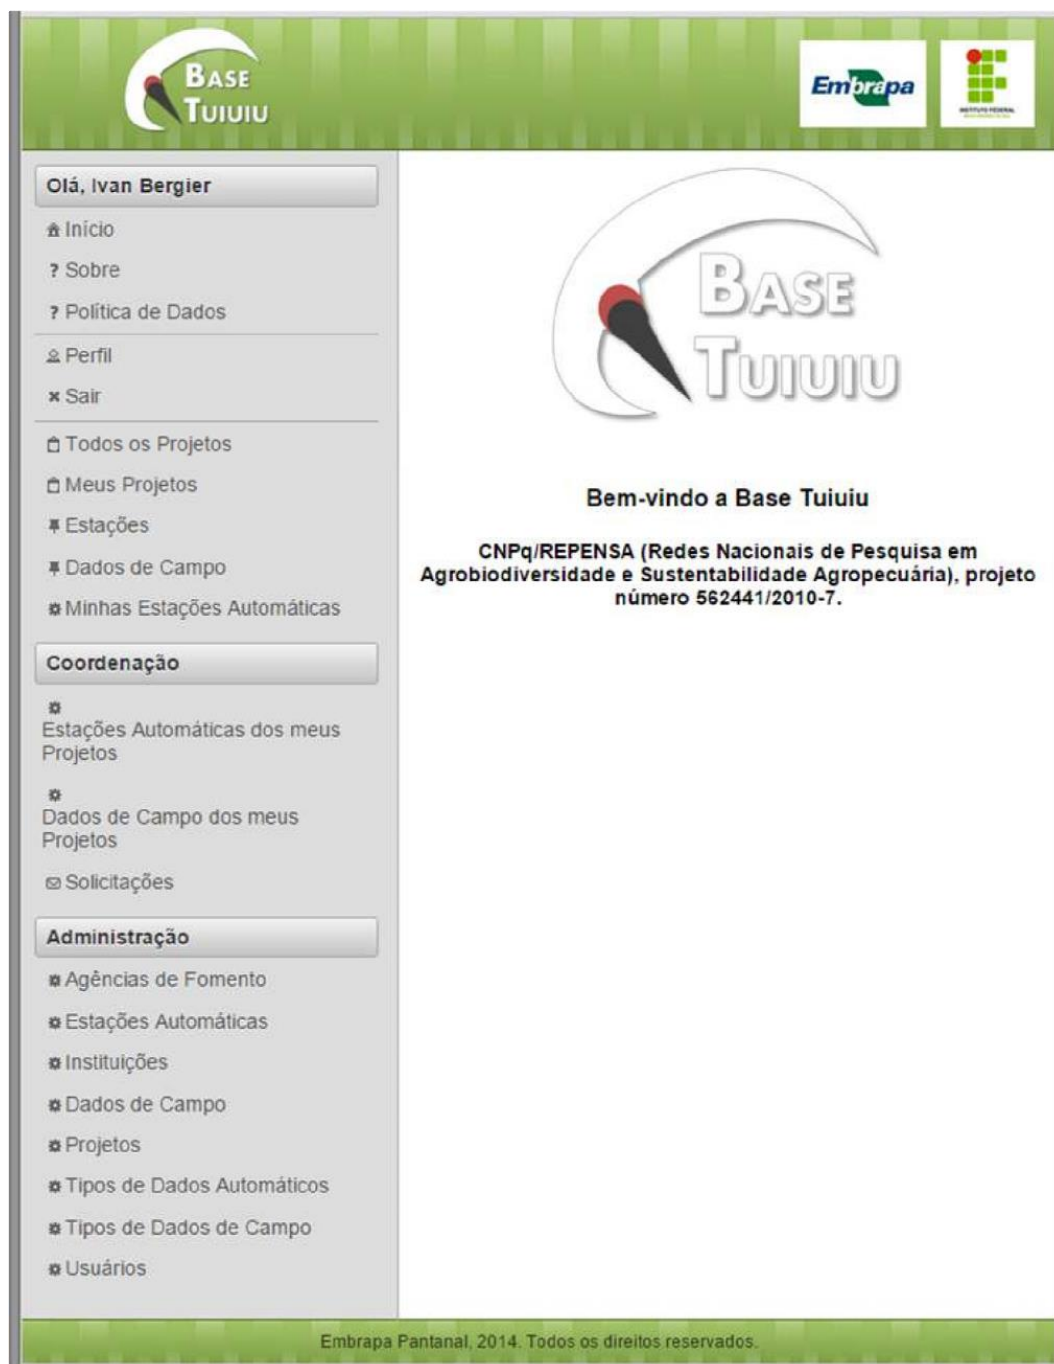 BASE
TUIUIU
Embrapa
INSTITUTO FEDERAL
Olá, Ivan Bergier
Início
? Sobre
? Política de Dados
Perfil
Sair
Todos os Projetos
Meus Projetos
Estações
Dados de Campo
Minhas Estações Automáticas
Coordenação
Estações Automáticas dos meus
Projetos
Dados de Campo dos meus
Projetos
Solicitações
Administração
Agências de Fomento
Estações Automáticas
Instituições
Dados de Campo
Projetos
Tipos de Dados Automáticos
Tipos de Dados de Campo
Usuários
BASE
TUIUIU
Bem-vindo a Base Tuiuiu
CNPq/REPENSA (Redes Nacionais de Pesquisa em
Agrobiodiversidade e Sustentabilidade Agropecuária), projeto
número 562441/2010-7.
Embrapa Pantanal, 2014. Todos os direitos reservados.